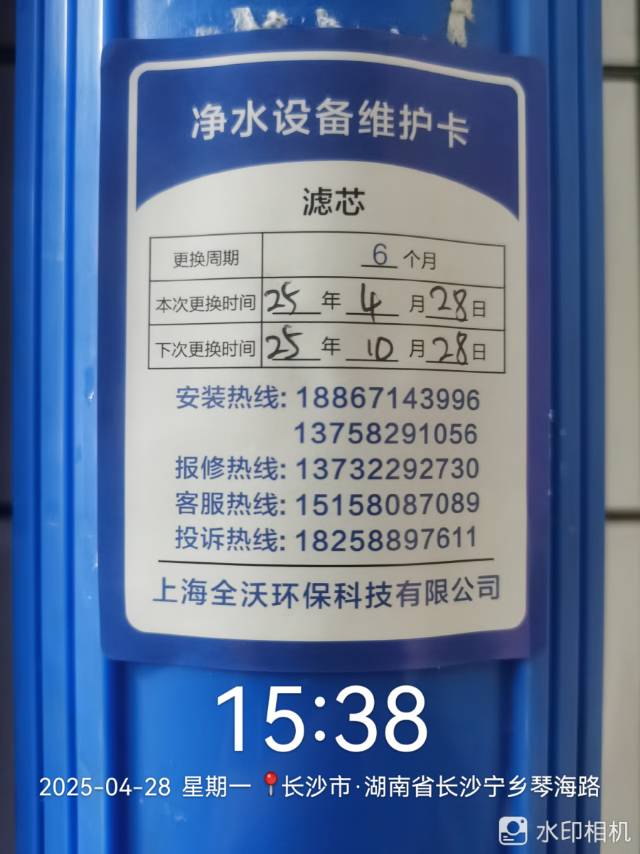 净水设备维护卡
滤芯
更换周期 6 个月
本次更换时间 25 年 4 月 28 日
下次更换时间 25 年 10 月 28 日
安装热线: 18867143996
13758291056
报修热线: 13732292730
客服热线: 15158087089
投诉热线: 18258897611
上海全沃环保科技有限公司
15:38
2025-04-28 星期一 📍长沙市·湖南省长沙宁乡琴海路
水印相机